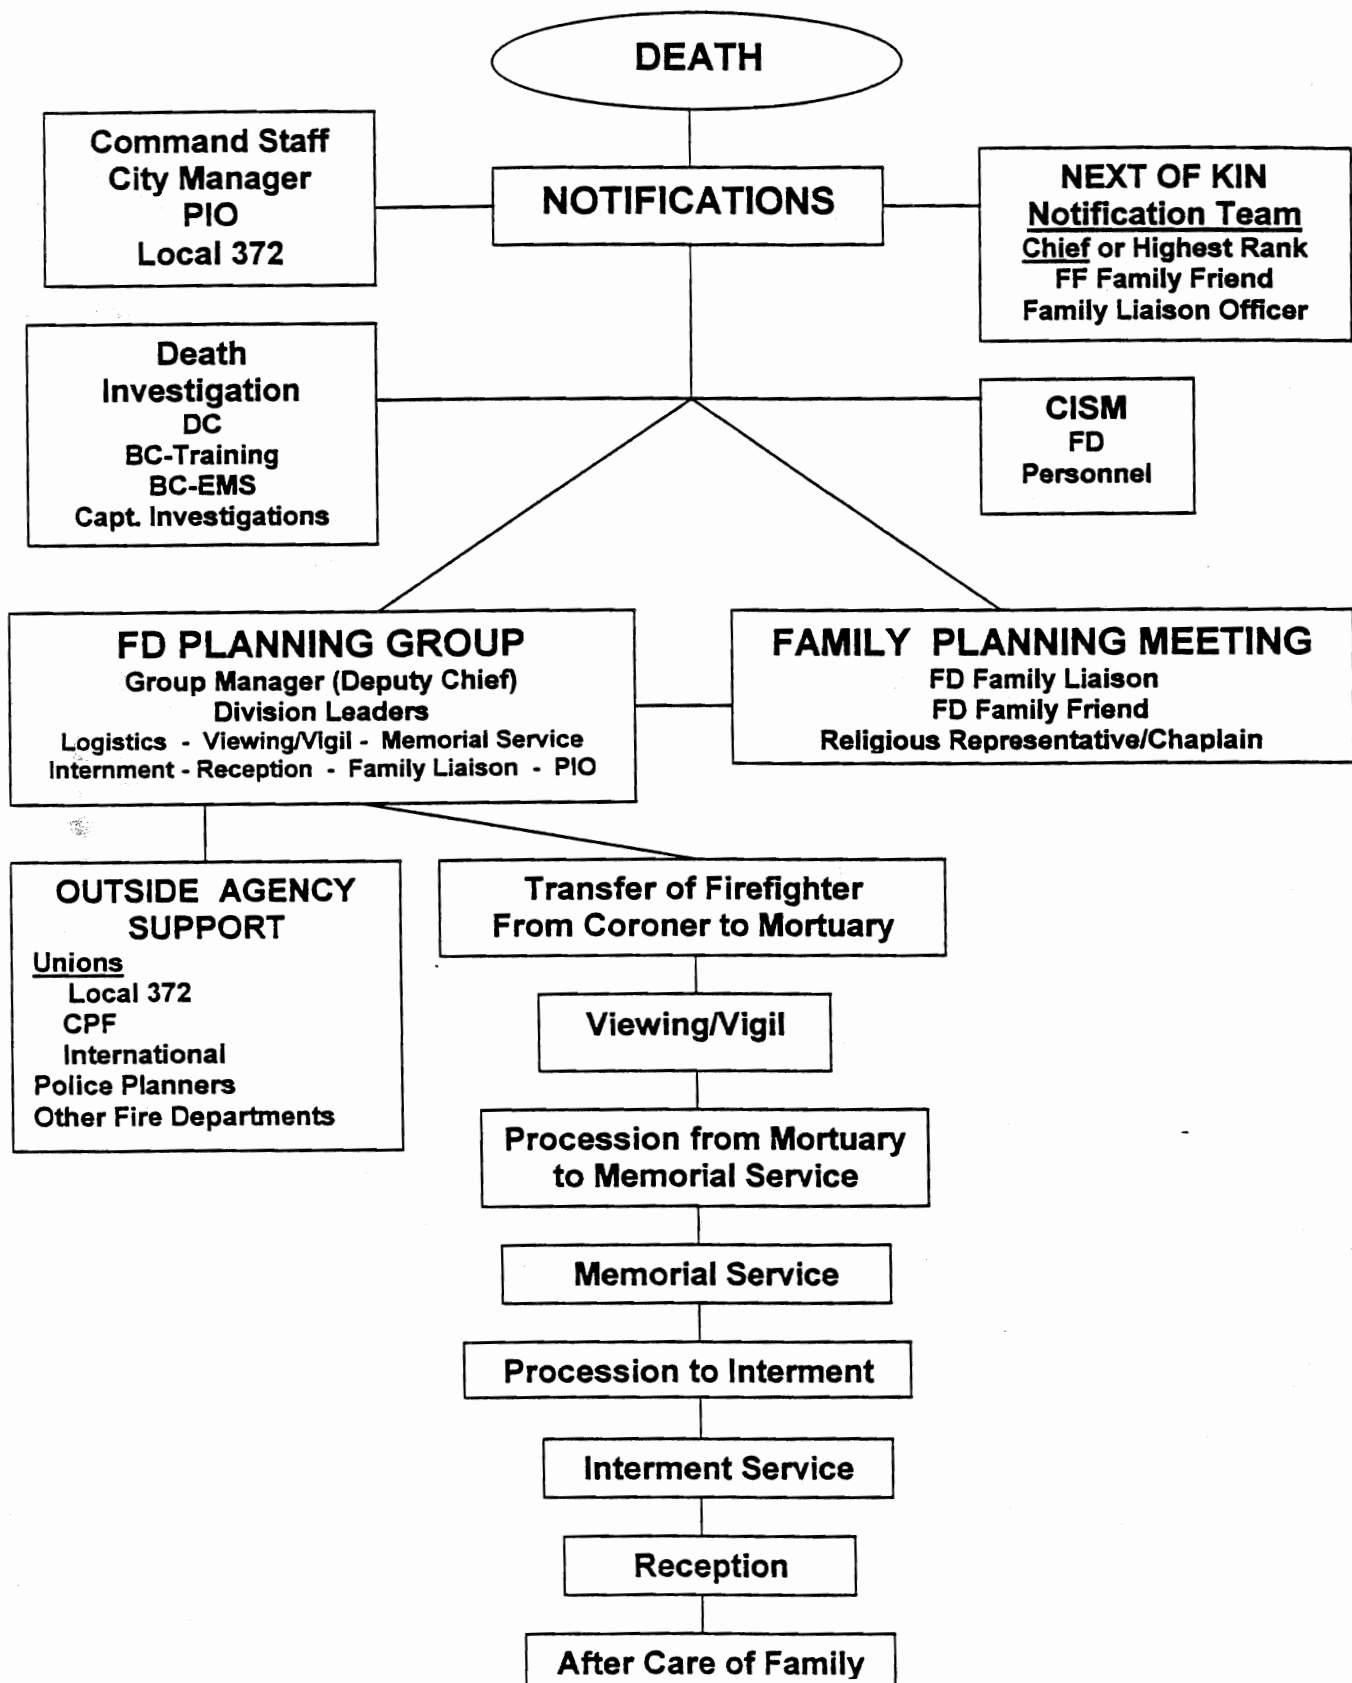 DEATH
Command Staff
City Manager
PIO
Local 372
NOTIFICATIONS
NEXT OF KIN
Notification Team
Chief or Highest Rank
FF Family Friend
Family Liaison Officer
Death
Investigation
DC
BC-Training
BC-EMS
Capt. Investigations
CISM
FD
Personnel
FD PLANNING GROUP
Group Manager (Deputy Chief)
Division Leaders
Logistics - Viewing/Vigil - Memorial Service
Internment - Reception - Family Liaison - PIO
FAMILY PLANNING MEETING
FD Family Liaison
FD Family Friend
Religious Representative/Chaplain
OUTSIDE AGENCY
SUPPORT
Unions
Local 372
CPF
International
Police Planners
Other Fire Departments
Transfer of Firefighter
From Coroner to Mortuary
Viewing/Vigil
Procession from Mortuary
to Memorial Service
Memorial Service
Procession to Interment
Interment Service
Reception
After Care of Family